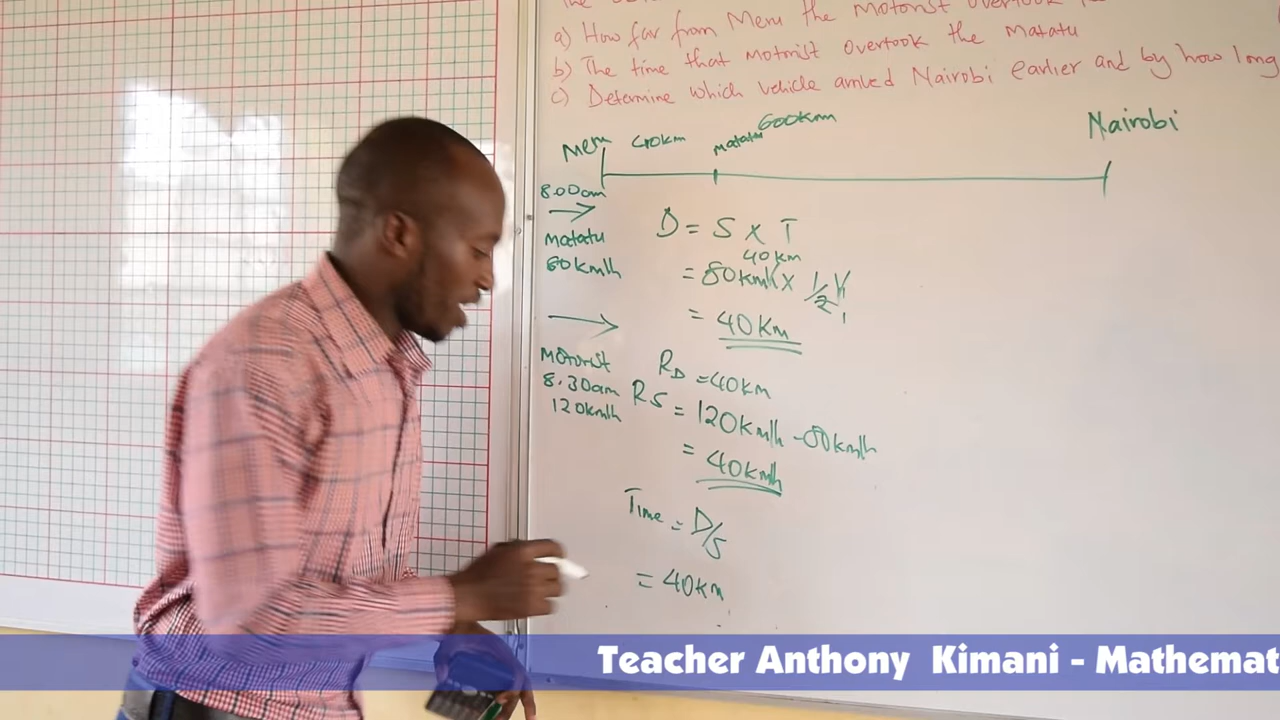 a) How far from Meru the Motorist overtook the Matatu
b) The time that Motorist overtook the Matatu
c) Determine which vehicle arrived Nairobi earlier and by how long
Meru 40km Matatu 600km Nairobi
8.00am
Matatu
80km/h
D = S x T
40km
= 80km/h x 1/2 h
1
= 40km
Motorist
8.30am
120km/h
RD = 40km
RS = 120km/h - 80km/h
= 40km/h
Time = D/S
= 40km
Teacher Anthony Kimani - Mathemat